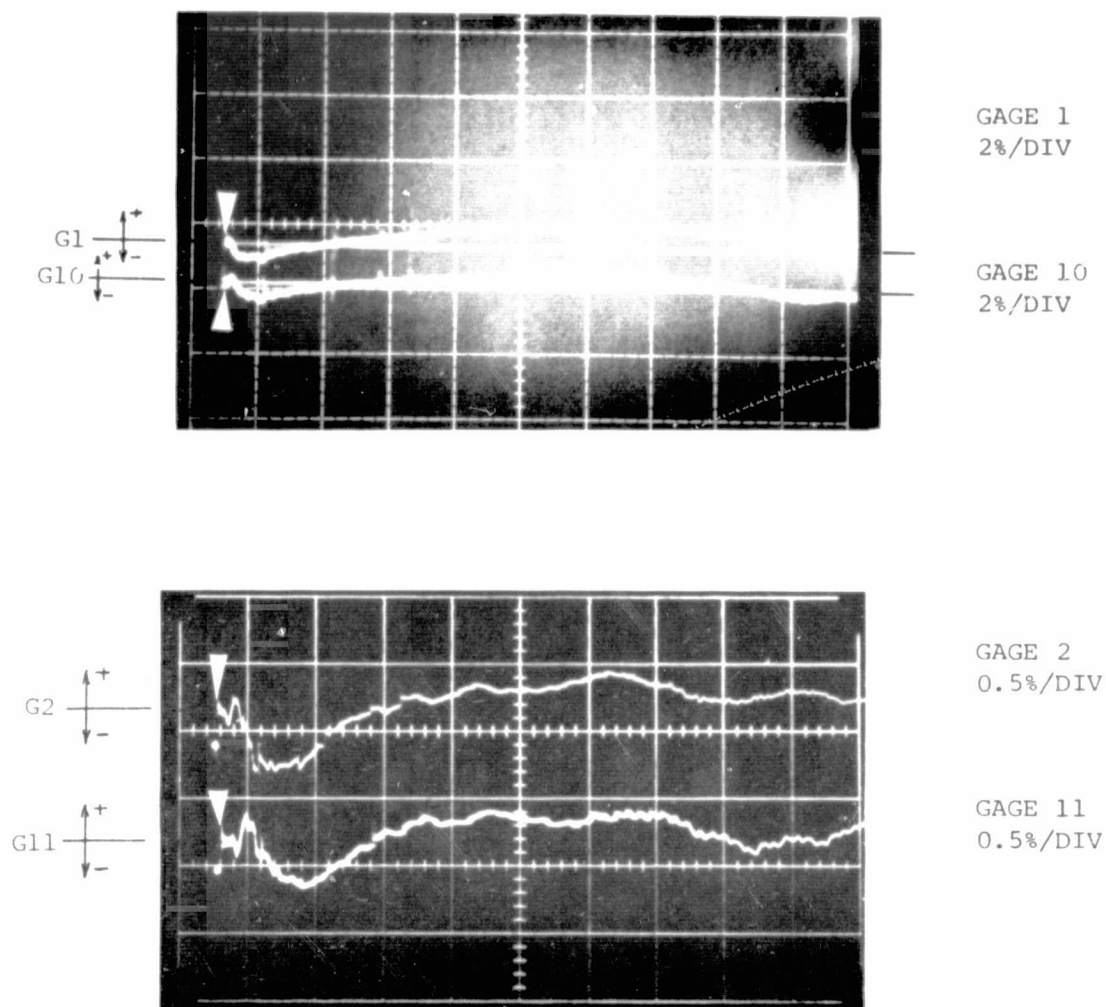 GAGE 1
2%/DIV
G1
+
-
G10
+
-
GAGE 10
2%/DIV
GAGE 2
0.5%/DIV
G2
+
-
GAGE 11
0.5%/DIV
G11
+
-